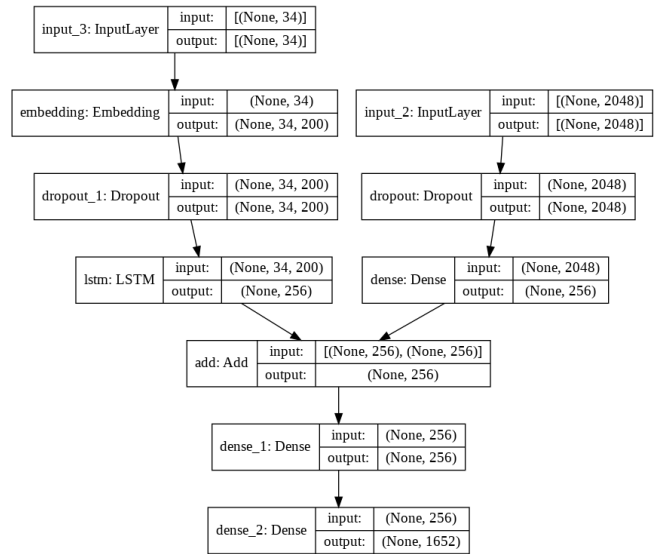 input_3: InputLayer input: [(None, 34)]
output: [(None, 34)]
embedding: Embedding input: (None, 34)
output: (None, 34, 200)
input_2: InputLayer input: [(None, 2048)]
output: [(None, 2048)]
dropout_1: Dropout input: (None, 34, 200)
output: (None, 34, 200)
dropout: Dropout input: (None, 2048)
output: (None, 2048)
lstm: LSTM input: (None, 34, 200)
output: (None, 256)
dense: Dense input: (None, 2048)
output: (None, 256)
add: Add input: [(None, 256), (None, 256)]
output: (None, 256)
dense_1: Dense input: (None, 256)
output: (None, 256)
dense_2: Dense input: (None, 256)
output: (None, 1652)